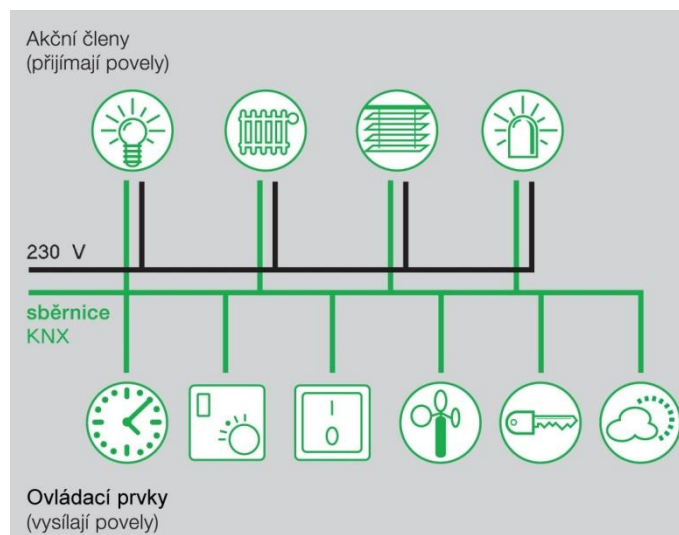 Akční členy
(přijímají povely)
230 V
sběrnice
KNX
Ovládací prvky
(vysílají povely)